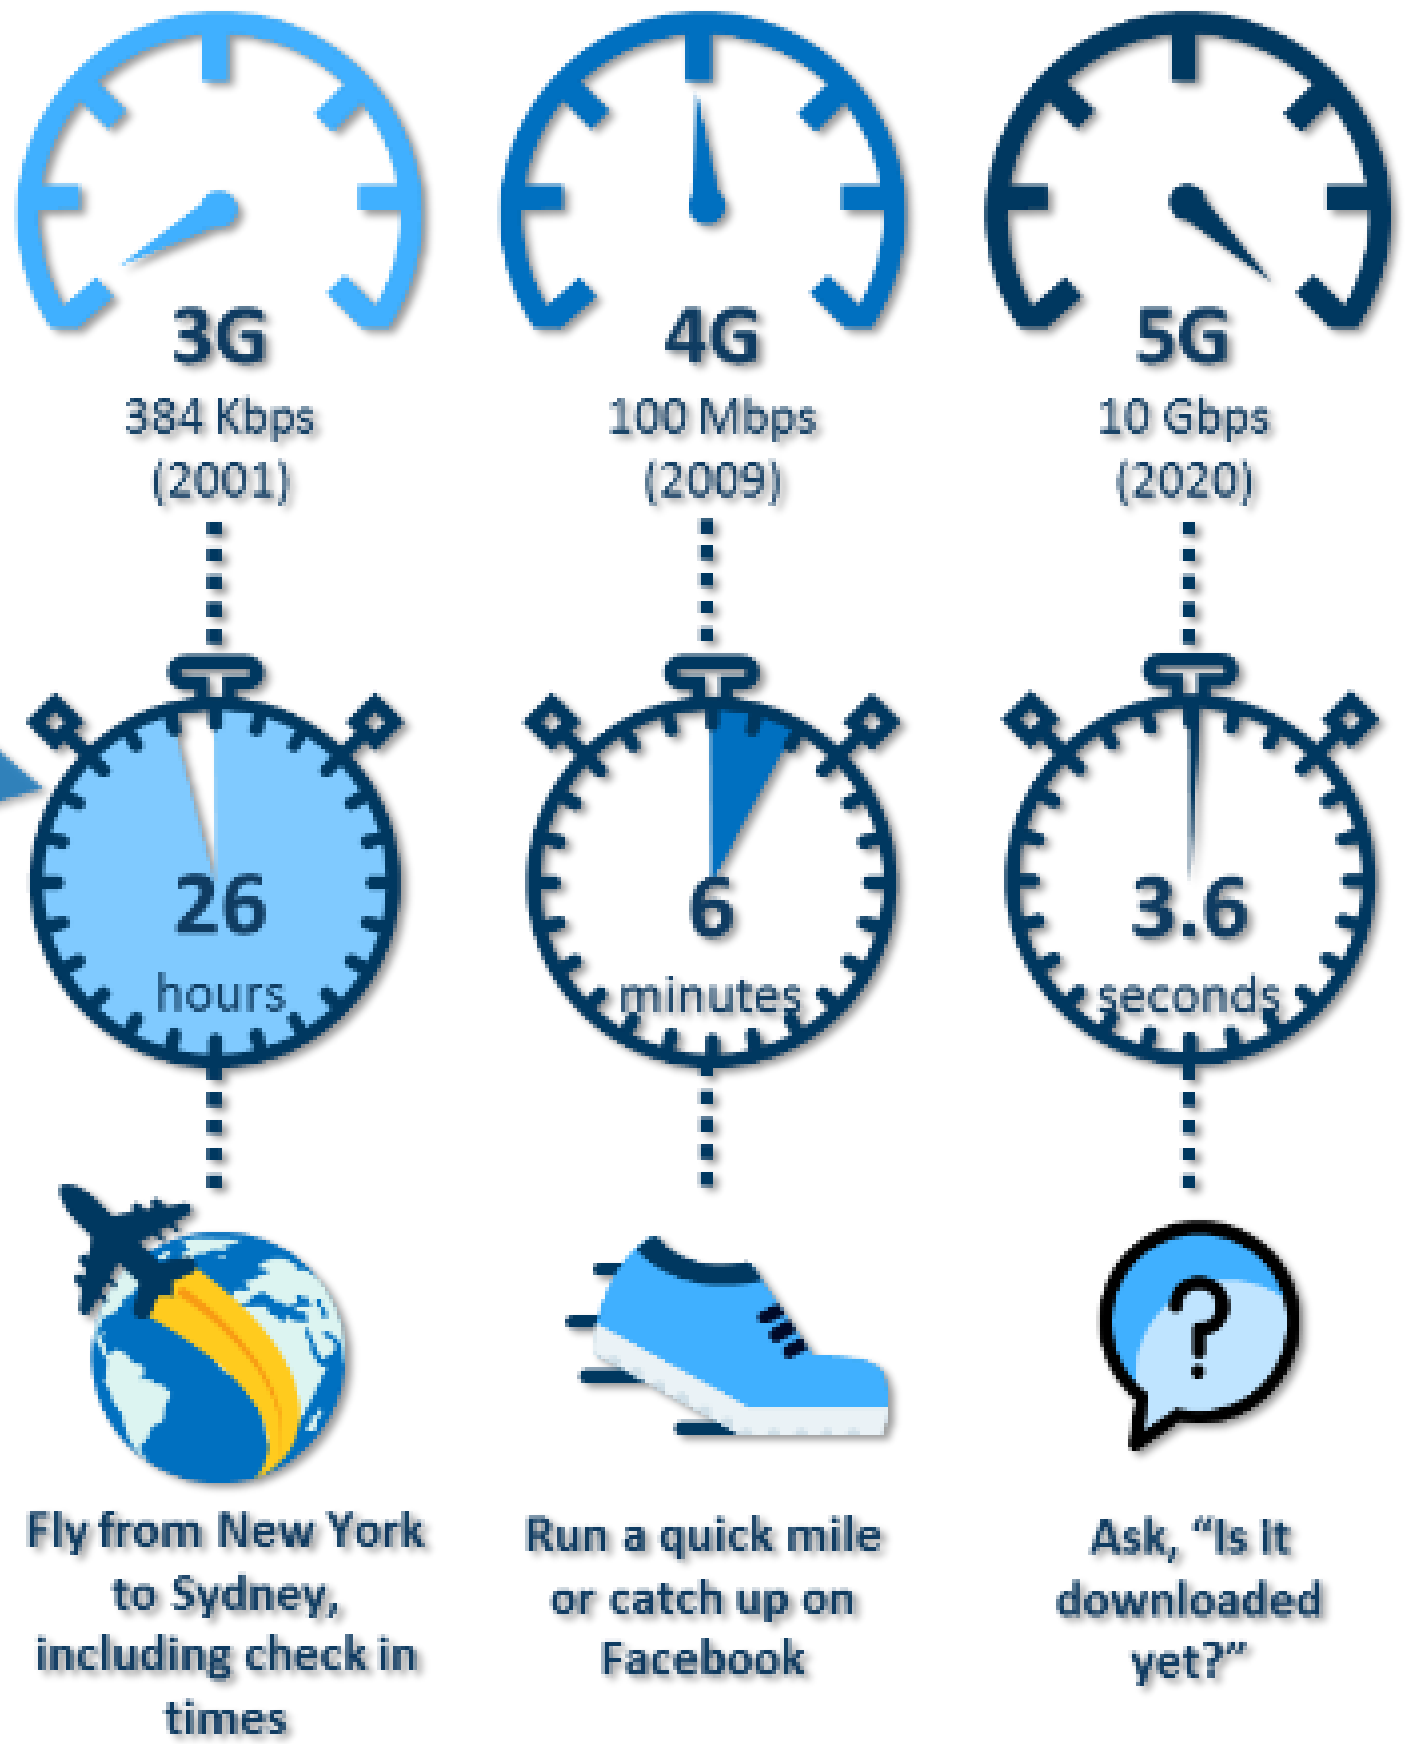 3G
384 Kbps
(2001)
4G
100 Mbps
(2009)
5G
10 Gbps
(2020)
26
hours
6
minutes
3.6
seconds
Fly from New York
to Sydney,
including check in
times
Run a quick mile
or catch up on
Facebook
Ask, “Is it
downloaded
yet?”